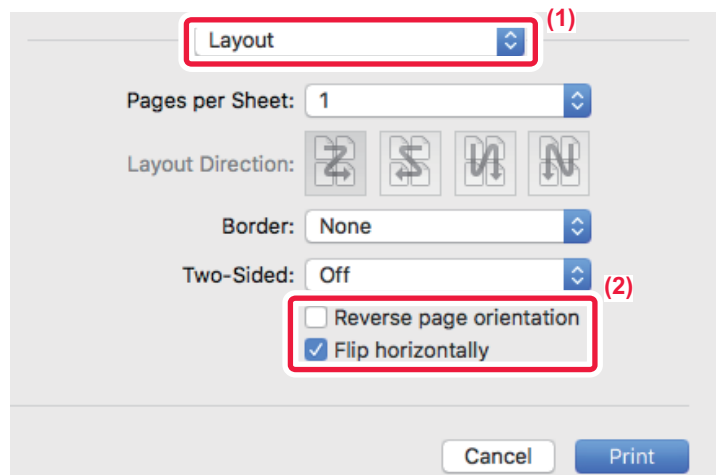 (1)
Layout
Pages per Sheet: 1
Layout Direction:
Border: None
Two-Sided: Off
(2)
Reverse page orientation
Flip horizontally
Cancel Print